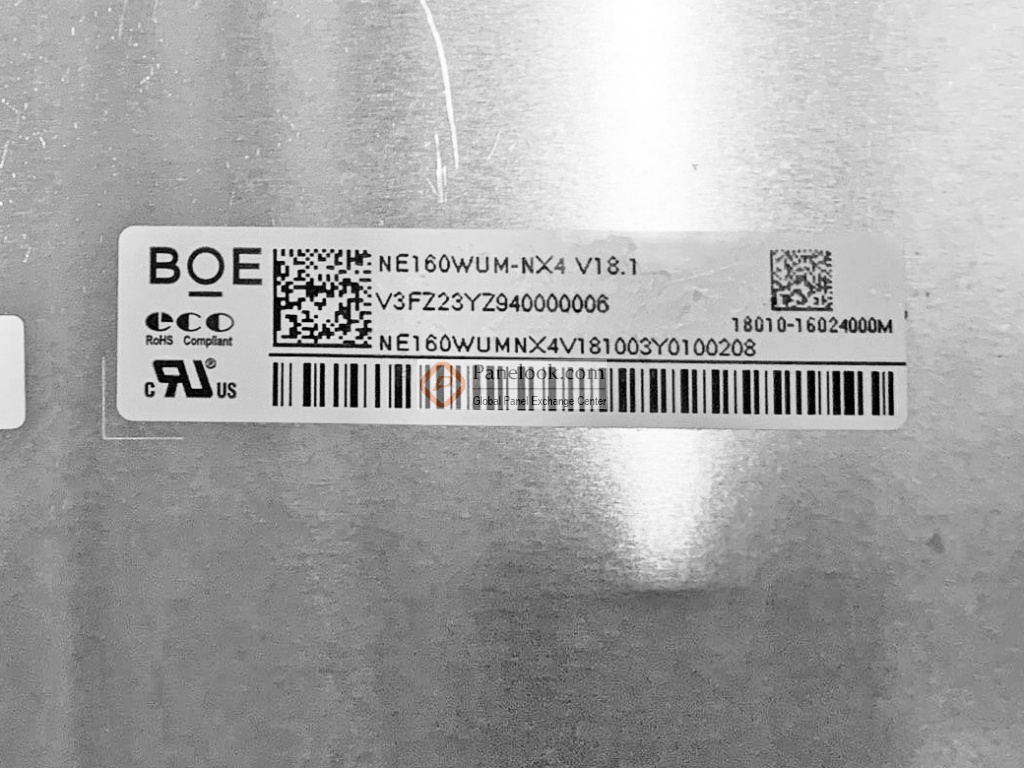 BOE
NE160WUM-NX4 V18.1
V3FZ23YZ940000006
18010-16024000M
eco
RoHS Compliant
NE160WUMNX4V181003Y0100208
c RU ® US
Panelook.com
Global Panel Exchange Center